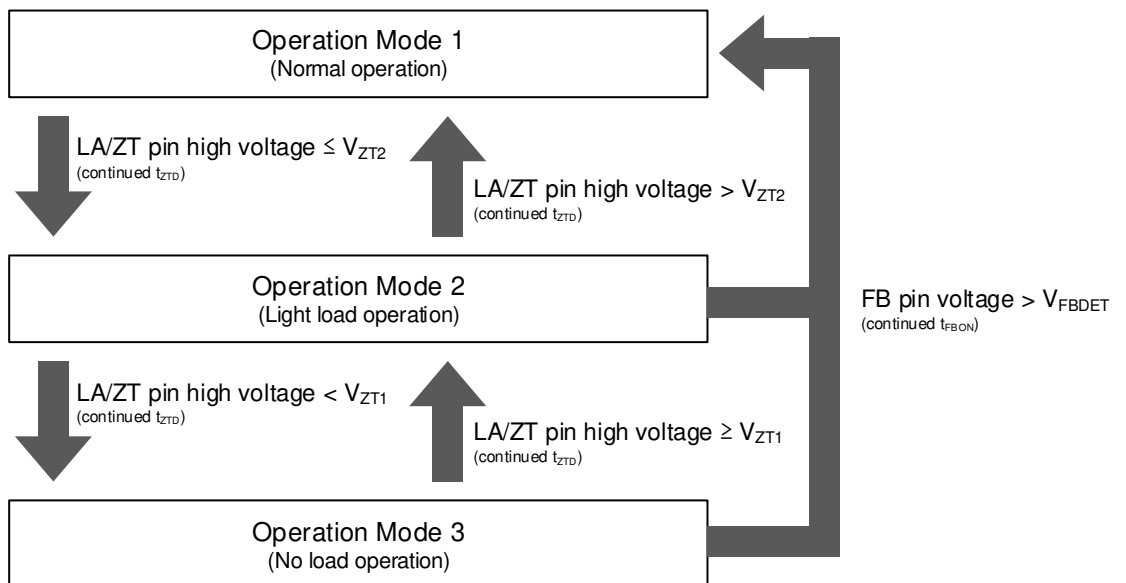 Operation Mode 1
(Normal operation)
LA/ZT pin high voltage ≤ VZT2
(continued tZTD)
LA/ZT pin high voltage > VZT2
(continued tZTD)
Operation Mode 2
(Light load operation)
FB pin voltage > VFBDET
(continued tFBON)
LA/ZT pin high voltage < VZT1
(continued tZTD)
LA/ZT pin high voltage ≥ VZT1
(continued tZTD)
Operation Mode 3
(No load operation)